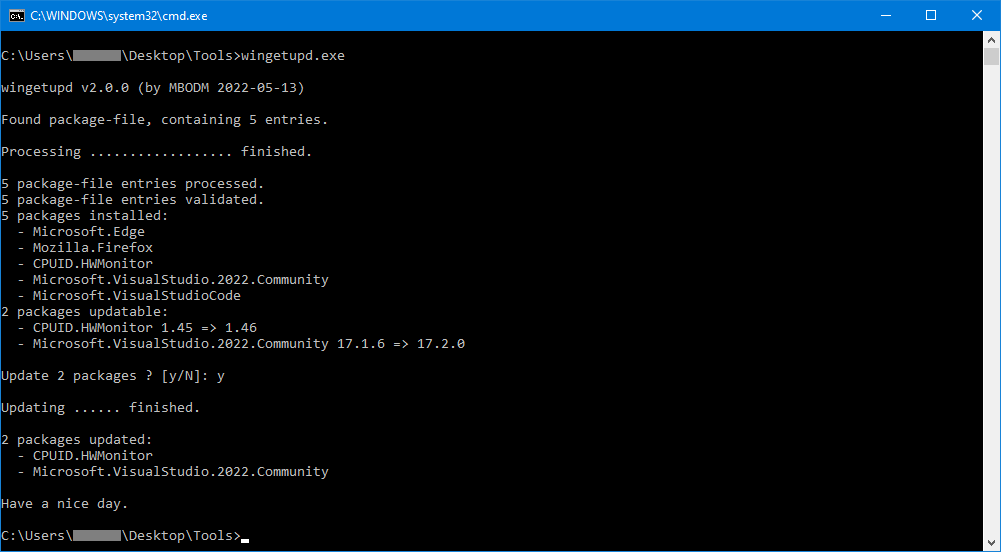 C:\WINDOWS\system32\cmd.exe
C:\Users\ \Desktop\Tools>wingetupd.exe
wingetupd v2.0.0 (by MBODM 2022-05-13)
Found package-file, containing 5 entries.
Processing .................. finished.
5 package-file entries processed.
5 package-file entries validated.
5 packages installed:
- Microsoft.Edge
- Mozilla.Firefox
- CPUID.HWMonitor
- Microsoft.VisualStudio.2022.Community
- Microsoft.VisualStudioCode
2 packages updatable:
- CPUID.HWMonitor 1.45 => 1.46
- Microsoft.VisualStudio.2022.Community 17.1.6 => 17.2.0
Update 2 packages ? [y/N]: y
Updating ...... finished.
2 packages updated:
- CPUID.HWMonitor
- Microsoft.VisualStudio.2022.Community
Have a nice day.
C:\Users\ \Desktop\Tools>